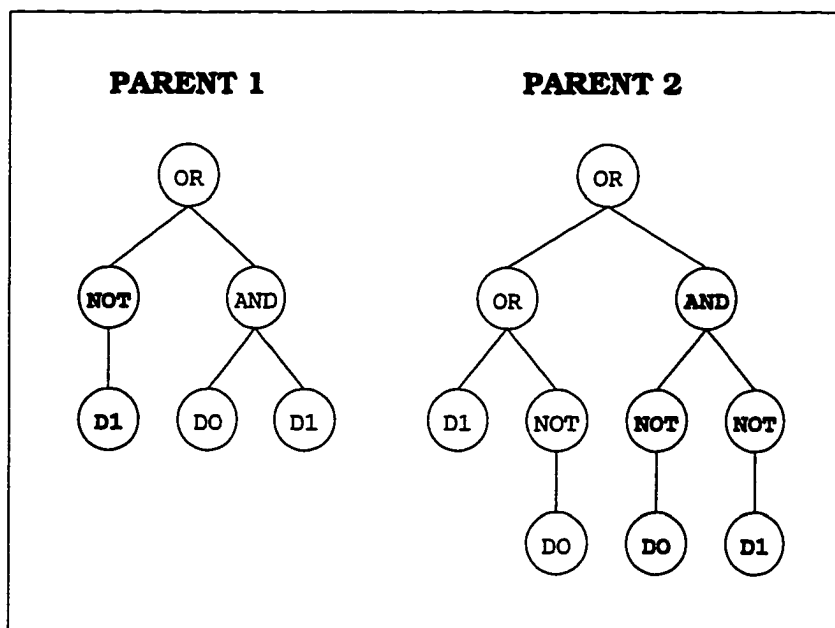 PARENT 1 PARENT 2
OR OR
NOT AND OR AND
D1 DO D1 D1 NOT NOT NOT
DO DO D1